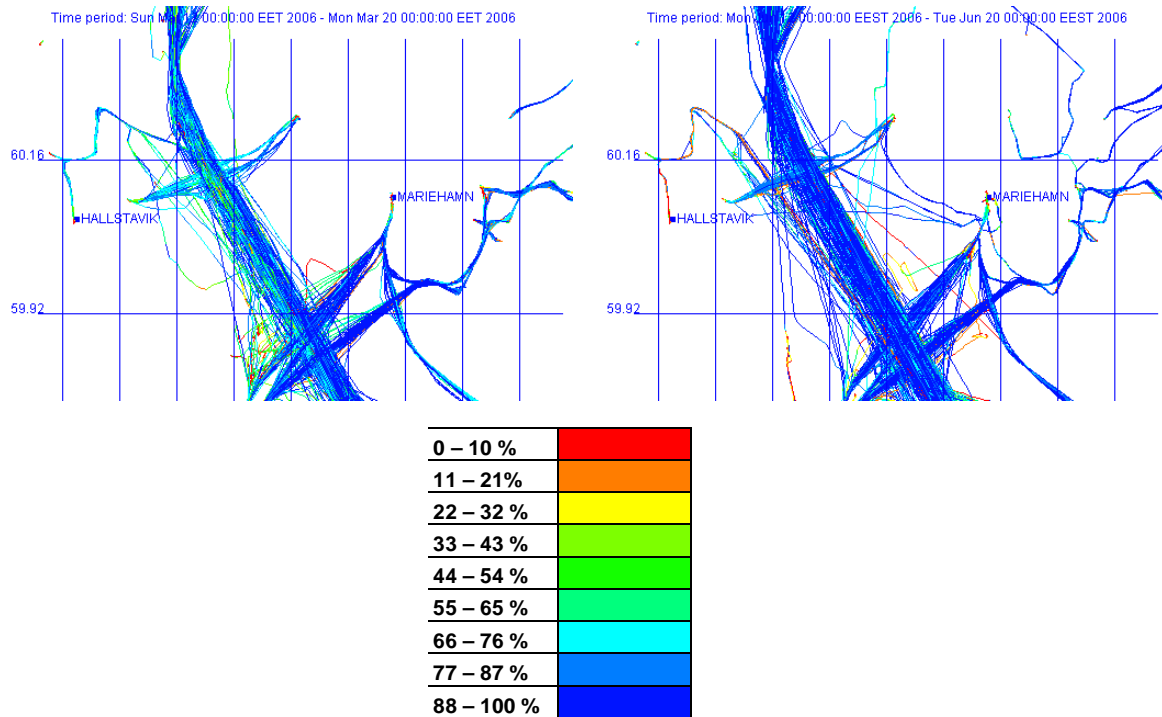 Time period: Sun Mar 00:00:00 EET 2006 - Mon Mar 20 00:00:00 EET 2006
60.16
MARIEHAMN
HALLSTAVIK
59.92
Time period: Mon 00:00:00 EEST 2006 - Tue Jun 20 00:00:00 EEST 2006
60.16
MARIEHAMN
HALLSTAVIK
59.92
0 – 10 %
11 – 21%
22 – 32 %
33 – 43 %
44 – 54 %
55 – 65 %
66 – 76 %
77 – 87 %
88 – 100 %